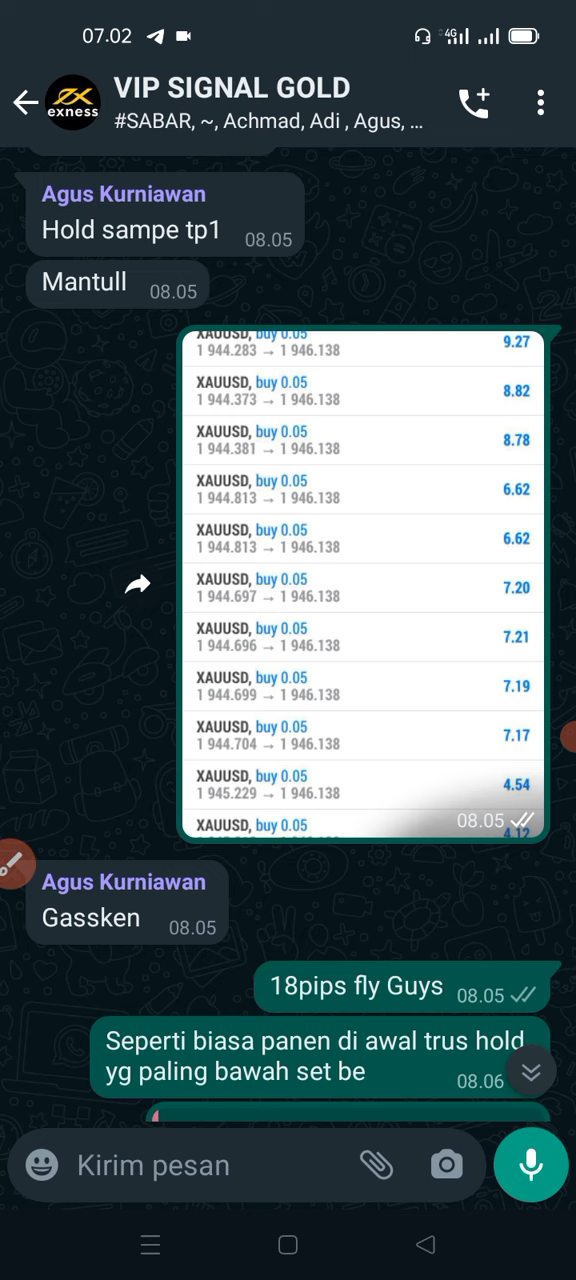 07.02
4G
VIP SIGNAL GOLD
exness
#SABAR, ~, Achmad, Adi , Agus, ...
Agus Kurniawan
Hold sampe tp1 08.05
Mantull 08.05
XAUUSD, buy 0.05 9.27
1 944.283 → 1 946.138
XAUUSD, buy 0.05 8.82
1 944.373 → 1 946.138
XAUUSD, buy 0.05 8.78
1 944.381 → 1 946.138
XAUUSD, buy 0.05 6.62
1 944.813 → 1 946.138
XAUUSD, buy 0.05 6.62
1 944.813 → 1 946.138
XAUUSD, buy 0.05 7.20
1 944.697 → 1 946.138
XAUUSD, buy 0.05 7.21
1 944.696 → 1 946.138
XAUUSD, buy 0.05 7.19
1 944.699 → 1 946.138
XAUUSD, buy 0.05 7.17
1 944.704 → 1 946.138
XAUUSD, buy 0.05 4.54
1 945.229 → 1 946.138
08.05
XAUUSD, buy 0.05 4.12
Agus Kurniawan
Gassken 08.05
18pips fly Guys 08.05
Seperti biasa panen di awal trus hold
yg paling bawah set be 08.06
Kirim pesan